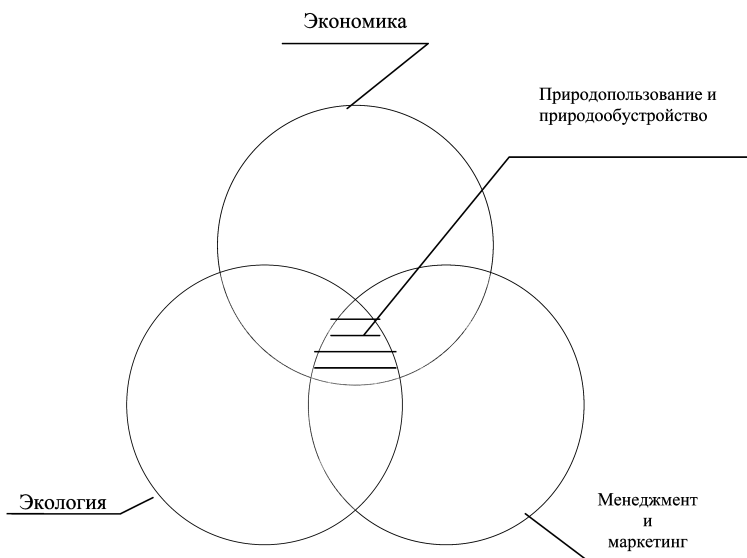 Экономика
Природопользование и
природообустройство
Экология
Менеджмент
и
маркетинг